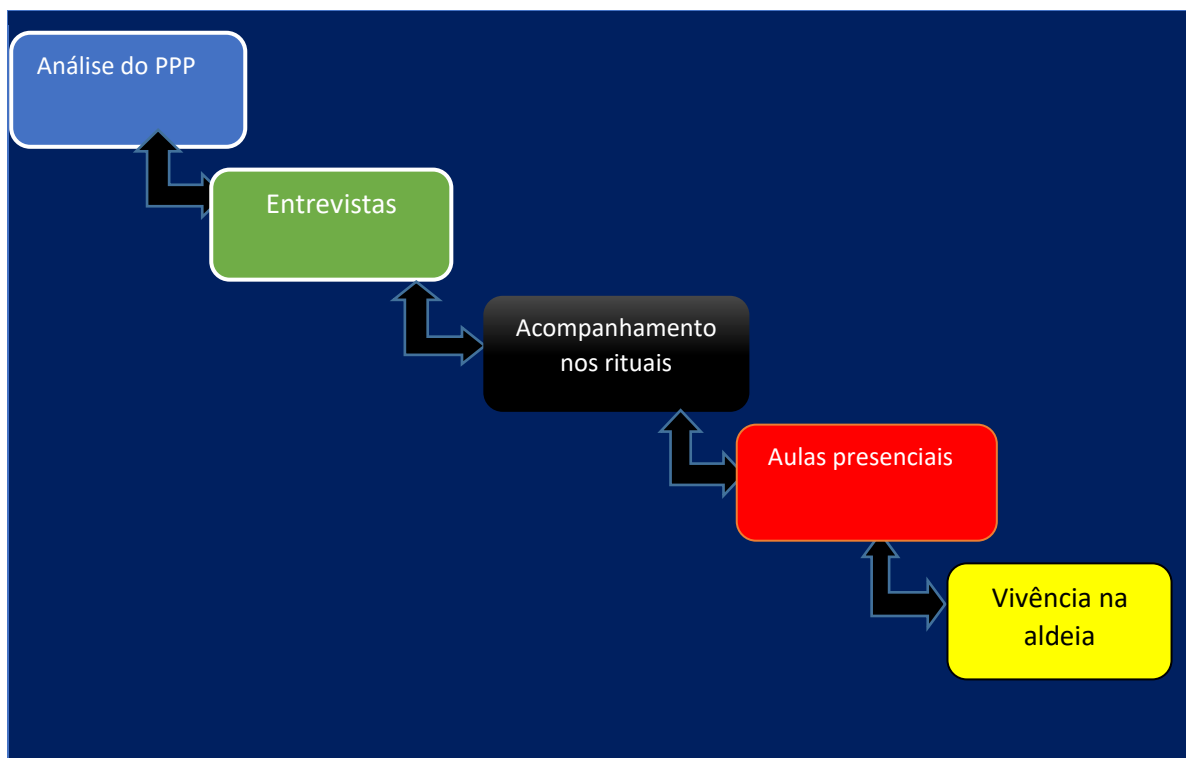 Análise do PPP
Entrevistas
Acompanhamento
nos rituais
Aulas presenciais
Vivência na
aldeia